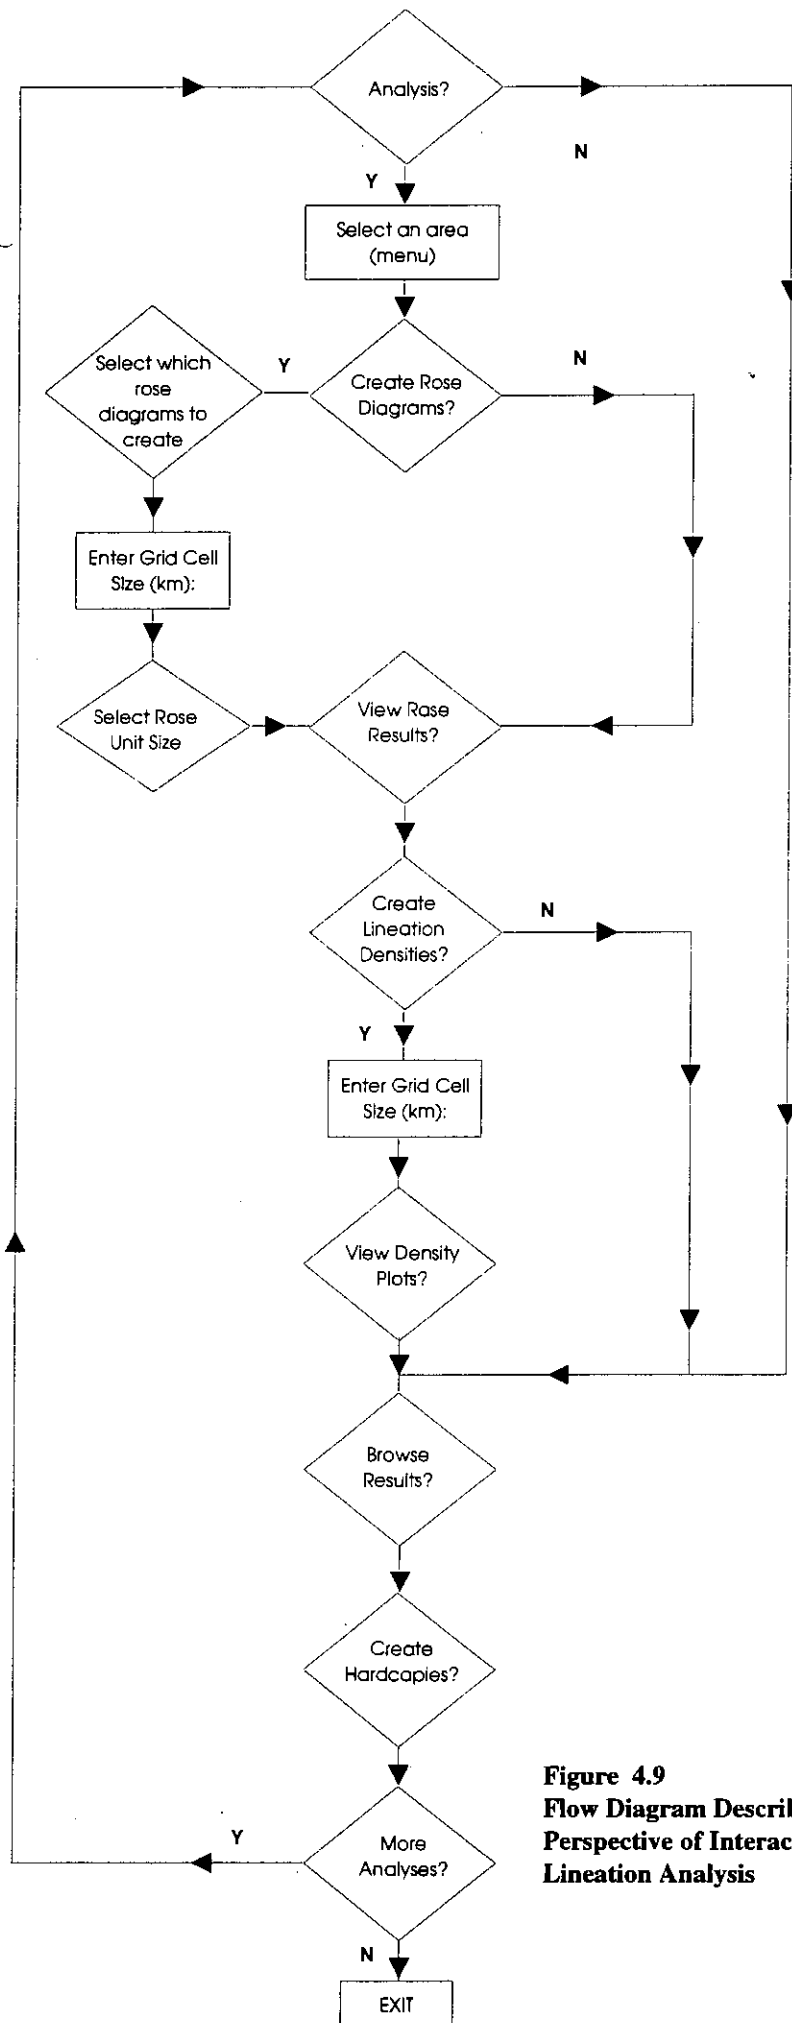 Analysis?
N
Y
Select an area
(menu)
Select which
rose
diagrams to
create
Y
Create Rose
Diagrams?
N
Enter Grid Cell
Size (km):
Select Rose
Unit Size
View Rase
Results?
Create
Lineation
Densities?
N
Y
Enter Grid Cell
Size (km):
View Density
Plots?
Browse
Results?
Create
Hardcapies?
Figure 4.9
Flow Diagram Descri
Perspective of Interac
Lineation Analysis
Y
More
Analyses?
N
EXIT